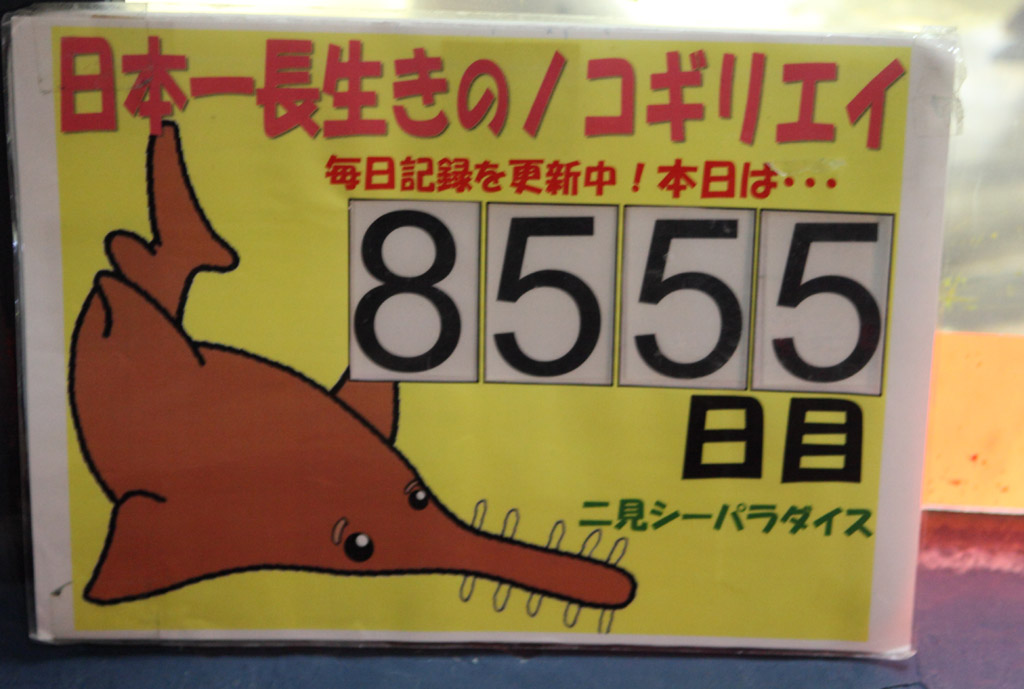 日本一長生きのノコギリエイ
毎日記録を更新中！本日は・・・
8555
日目
二見シーパラダイス